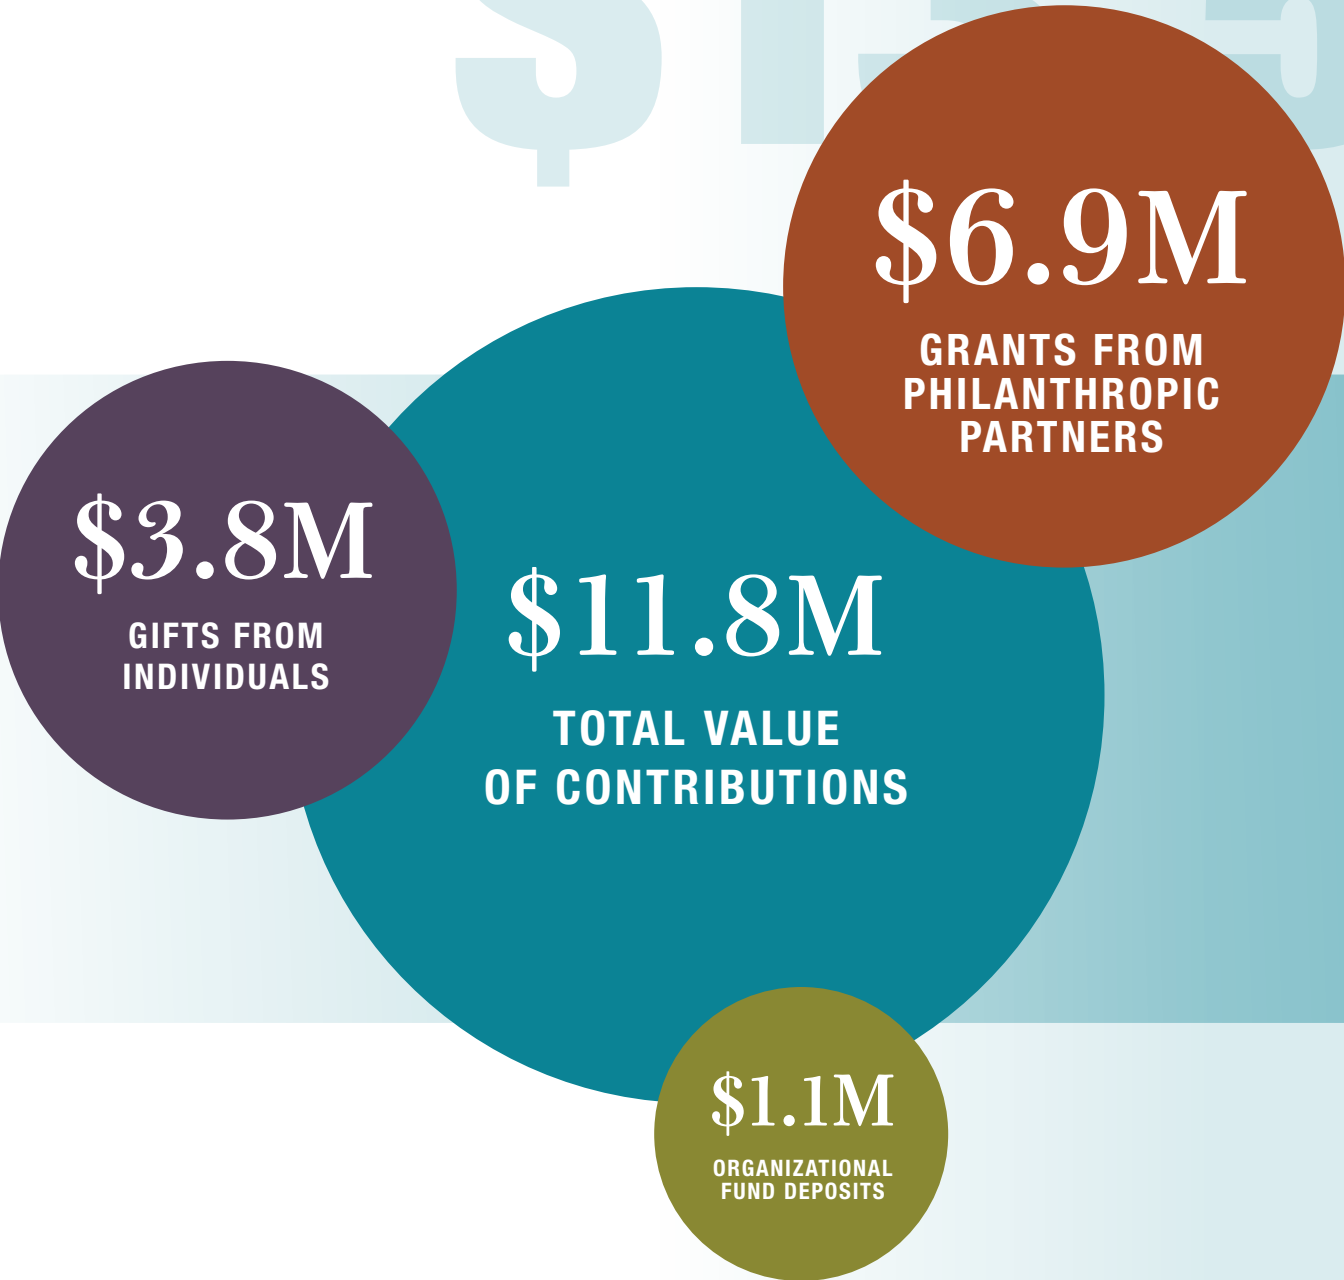 $6.9M
GRANTS FROM
PHILANTHROPIC
PARTNERS
$3.8M
GIFTS FROM
INDIVIDUALS
$11.8M
TOTAL VALUE
OF CONTRIBUTIONS
$1.1M
ORGANIZATIONAL
FUND DEPOSITS